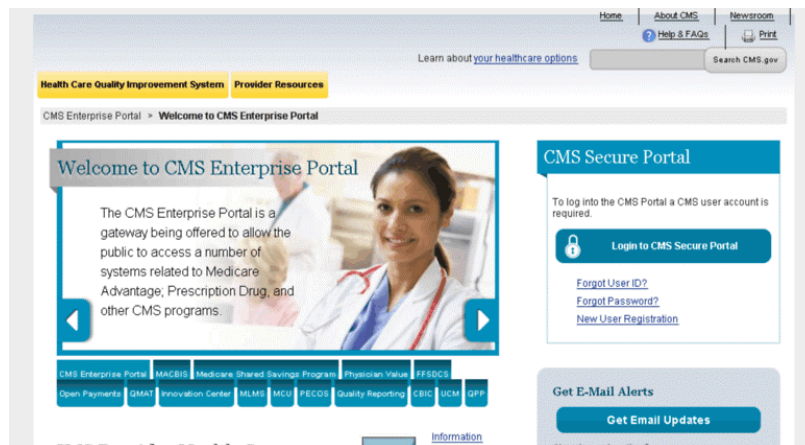 Home About CMS Newsroom
Help & FAQs Print
Learn about your healthcare options Search CMS.gov
Health Care Quality Improvement System Provider Resources
CMS Enterprise Portal > Welcome to CMS Enterprise Portal
Welcome to CMS Enterprise Portal
The CMS Enterprise Portal is a
gateway being offered to allow the
public to access a number of
systems related to Medicare
Advantage; Prescription Drug, and
other CMS programs.
CMS Enterprise Portal MACBIS Medicare Shared Savings Program Physician Value FFSDCS
Open Payments QMAT Innovation Center MLMS MCU PECOS Quality Reporting CBIC UCM QPP
CMS Secure Portal
To log into the CMS Portal a CMS user account is
required.
Login to CMS Secure Portal
Forgot User ID?
Forgot Password?
New User Registration
Get E-Mail Alerts
Get Email Updates
Information